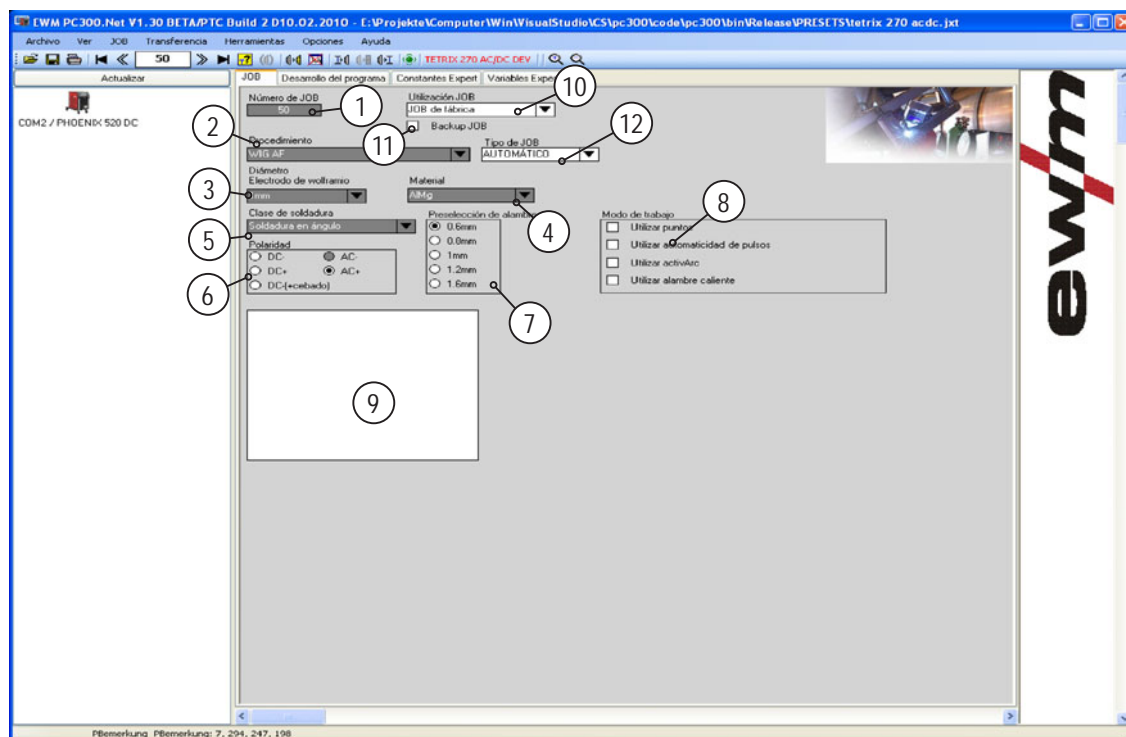 EWM PC300.Net V1.30 BETA/PTC Build 2 D10.02.2010 - E:\Projekte\Computer\Win\VisualStudio\CS\pc300\code\pc300\bin\Release\PRESETS\tetrix 270 acdc.jxt
Archivo Ver JOB Transferencia Herramientas Opciones Ayuda
50 TETRIX 270 AC/DC DEV
Actualizar
COM2 / PHOENIX 520 DC
JOB Desarrollo del programa Constantes Expert Variables
Número de JOB
50
1
Utilización JOB
JOB de fábrica
10
Backup JOB
11
2
Procedimiento
WIG AF
Tipo de JOB
AUTOMÁTICO
12
Diámetro
Electrodo de wolframio
3
Material
AlMg
4
Clase de soldadura
Soldadura en ángulo
5
Polaridad
DC- AC-
DC+ AC+
DC-(+cebado)
6
Preselección de
0.6mm
0.8mm
1mm
1.2mm
1.6mm
7
Modo de trabajo
8
Utilizar puntos
Utilizar automaticidad de pulsos
Utilizar activArc
Utilizar alambre caliente
9
ewm
PBemerkung PBemerkung: 7, 294, 247, 198